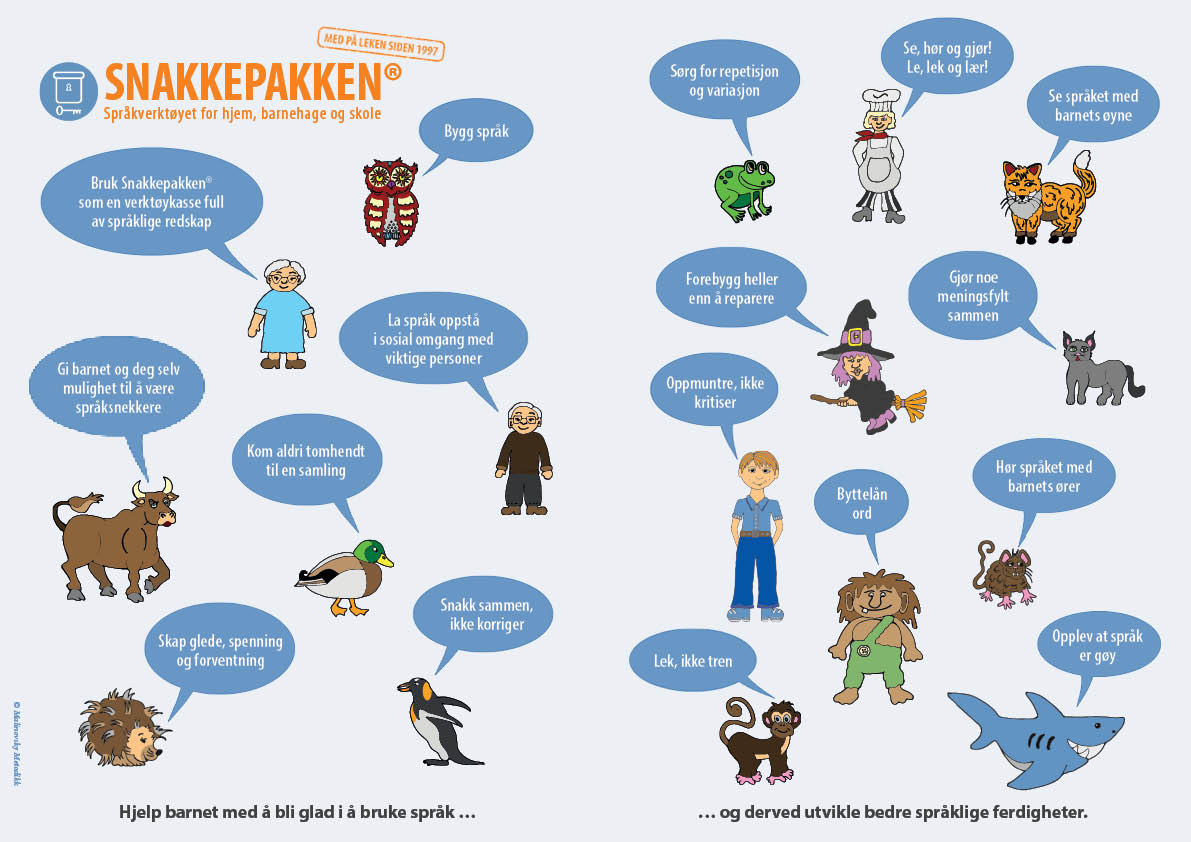 MED PÅ LEKEN SIDEN 1997
SNAKKEPAKKEN®
Språkverktøyet for hjem, barnehage og skole
Bygg språk
Bruk Snakkepakken®
som en verktøykasse full
av språklige redskap
La språk oppstå
i sosial omgang med
viktige personer
Gi barnet og deg selv
mulighet til å være
språksnekkere
Kom aldri tomhendt
til en samling
Snakk sammen,
ikke korriger
Skap glede, spenning
og forventning
© Malinovsky Metodikk
Hjelp barnet med å bli glad i å bruke språk …
Sørg for repetisjon
og variasjon
Se, hør og gjør!
Le, lek og lær!
Se språket med
barnets øyne
Forebygg heller
enn å reparere
Gjør noe
meningsfylt
sammen
Oppmuntre, ikke
kritiser
Byttelån
ord
Hør språket med
barnets ører
Lek, ikke tren
Opplev at språk
er gøy
… og derved utvikle bedre språklige ferdigheter.